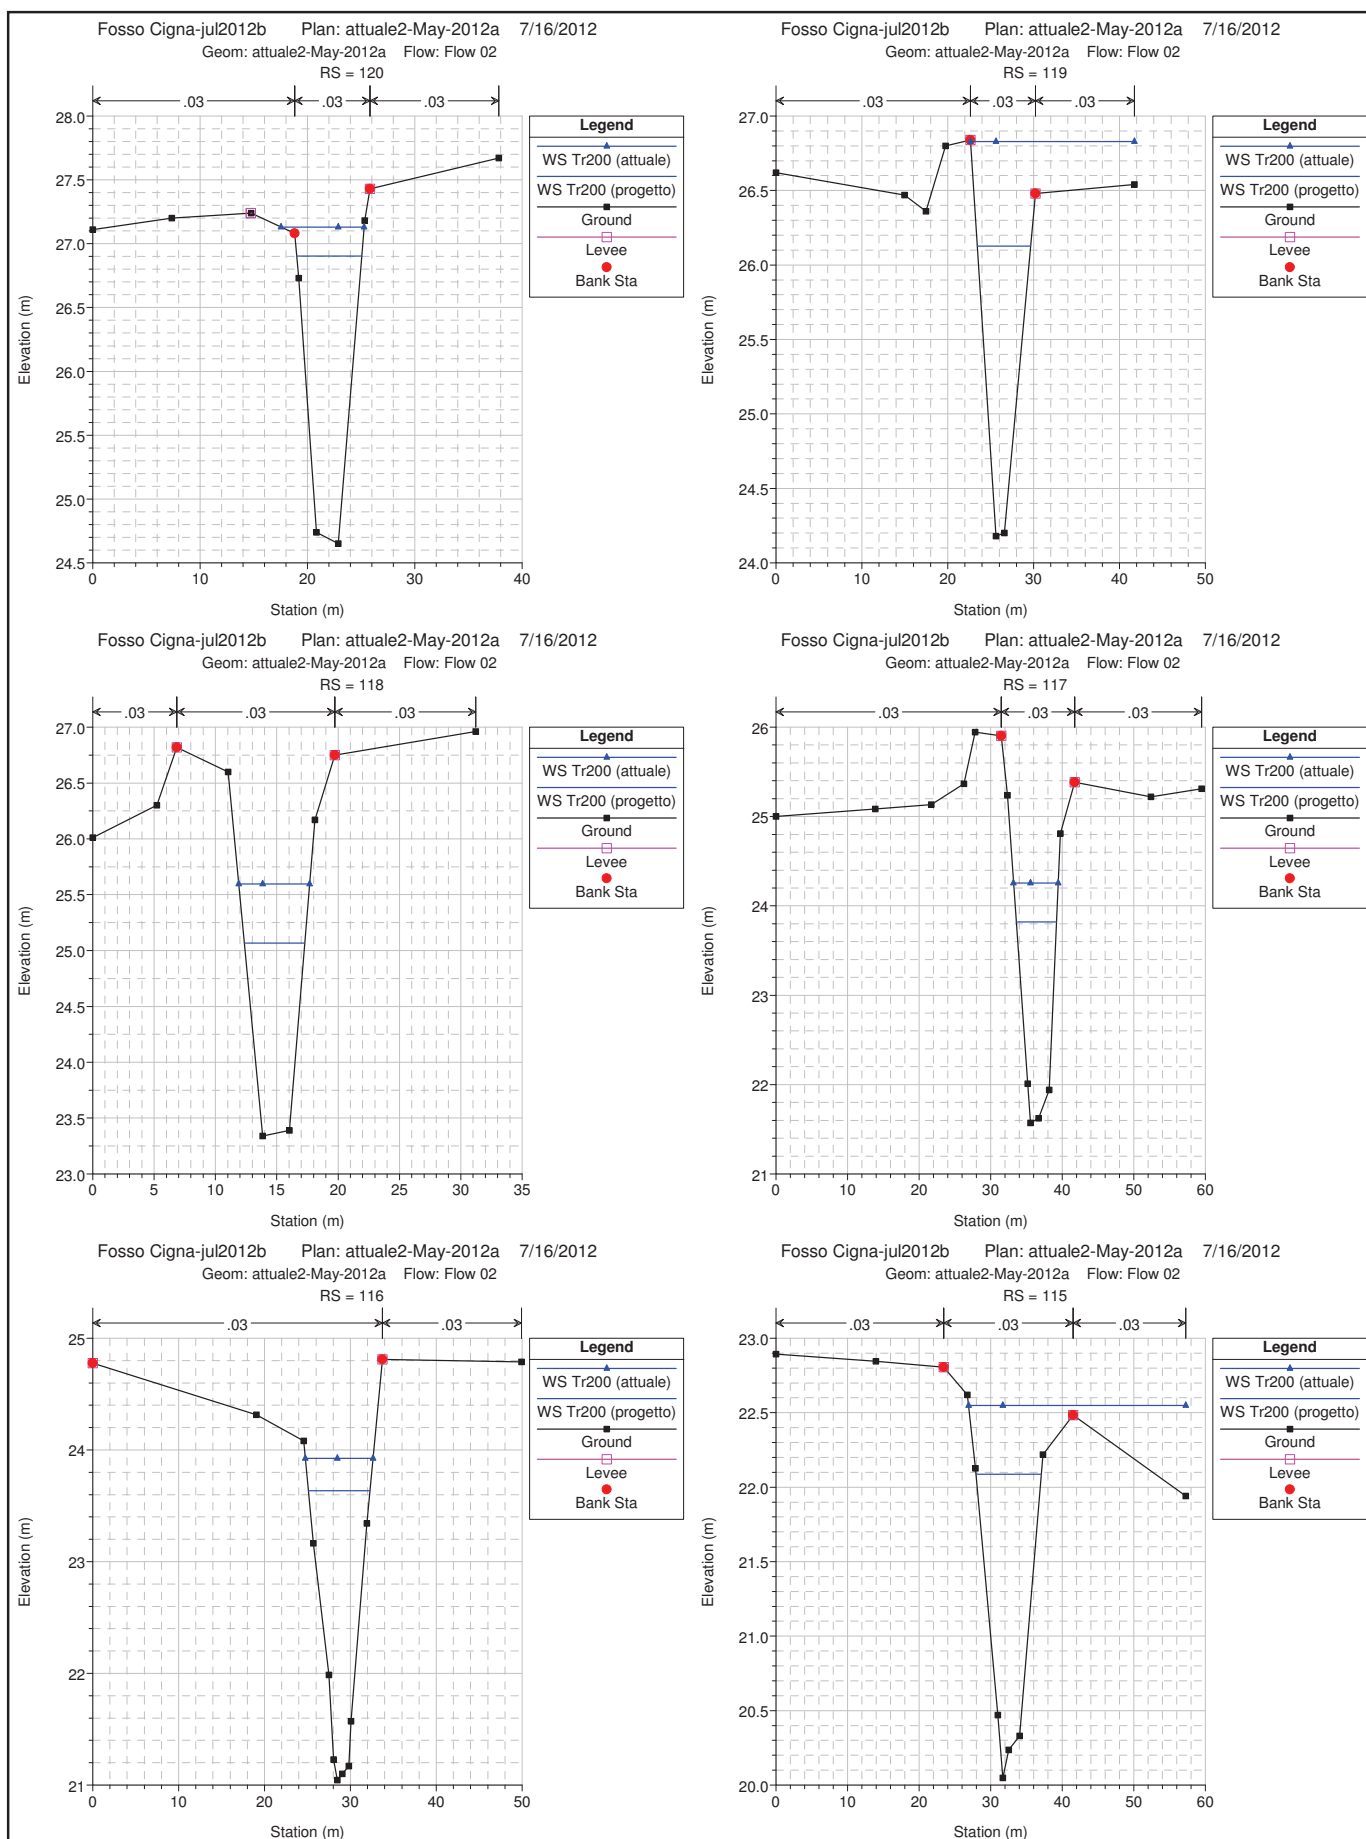 Fosso Cigna-jul2012b Plan: attuale2-May-2012a 7/16/2012
Geom: attuale2-May-2012a Flow: Flow 02
RS = 120
.03 .03 .03
28.0
27.5
27.0
26.5
26.0
25.5
25.0
24.5
Elevation (m)
0 10 20 30 40
Station (m)
Legend
WS Tr200 (attuale)
WS Tr200 (progetto)
Ground
Levee
Bank Sta
Fosso Cigna-jul2012b Plan: attuale2-May-2012a 7/16/2012
Geom: attuale2-May-2012a Flow: Flow 02
RS = 119
.03 .03 .03
27.0
26.5
26.0
25.5
25.0
24.5
24.0
Elevation (m)
0 10 20 30 40 50
Station (m)
Legend
WS Tr200 (attuale)
WS Tr200 (progetto)
Ground
Levee
Bank Sta
Fosso Cigna-jul2012b Plan: attuale2-May-2012a 7/16/2012
Geom: attuale2-May-2012a Flow: Flow 02
RS = 118
.03 .03 .03
27.0
26.5
26.0
25.5
25.0
24.5
24.0
23.5
23.0
Elevation (m)
0 5 10 15 20 25 30 35
Station (m)
Legend
WS Tr200 (attuale)
WS Tr200 (progetto)
Ground
Levee
Bank Sta
Fosso Cigna-jul2012b Plan: attuale2-May-2012a 7/16/2012
Geom: attuale2-May-2012a Flow: Flow 02
RS = 117
.03 .03 .03
26
25
24
23
22
21
Elevation (m)
0 10 20 30 40 50 60
Station (m)
Legend
WS Tr200 (attuale)
WS Tr200 (progetto)
Ground
Levee
Bank Sta
Fosso Cigna-jul2012b Plan: attuale2-May-2012a 7/16/2012
Geom: attuale2-May-2012a Flow: Flow 02
RS = 116
.03 .03
25
24
23
22
21
Elevation (m)
0 10 20 30 40 50
Station (m)
Legend
WS Tr200 (attuale)
WS Tr200 (progetto)
Ground
Levee
Bank Sta
Fosso Cigna-jul2012b Plan: attuale2-May-2012a 7/16/2012
Geom: attuale2-May-2012a Flow: Flow 02
RS = 115
.03 .03 .03
23.0
22.5
22.0
21.5
21.0
20.5
20.0
Elevation (m)
0 10 20 30 40 50 60
Station (m)
Legend
WS Tr200 (attuale)
WS Tr200 (progetto)
Ground
Levee
Bank Sta